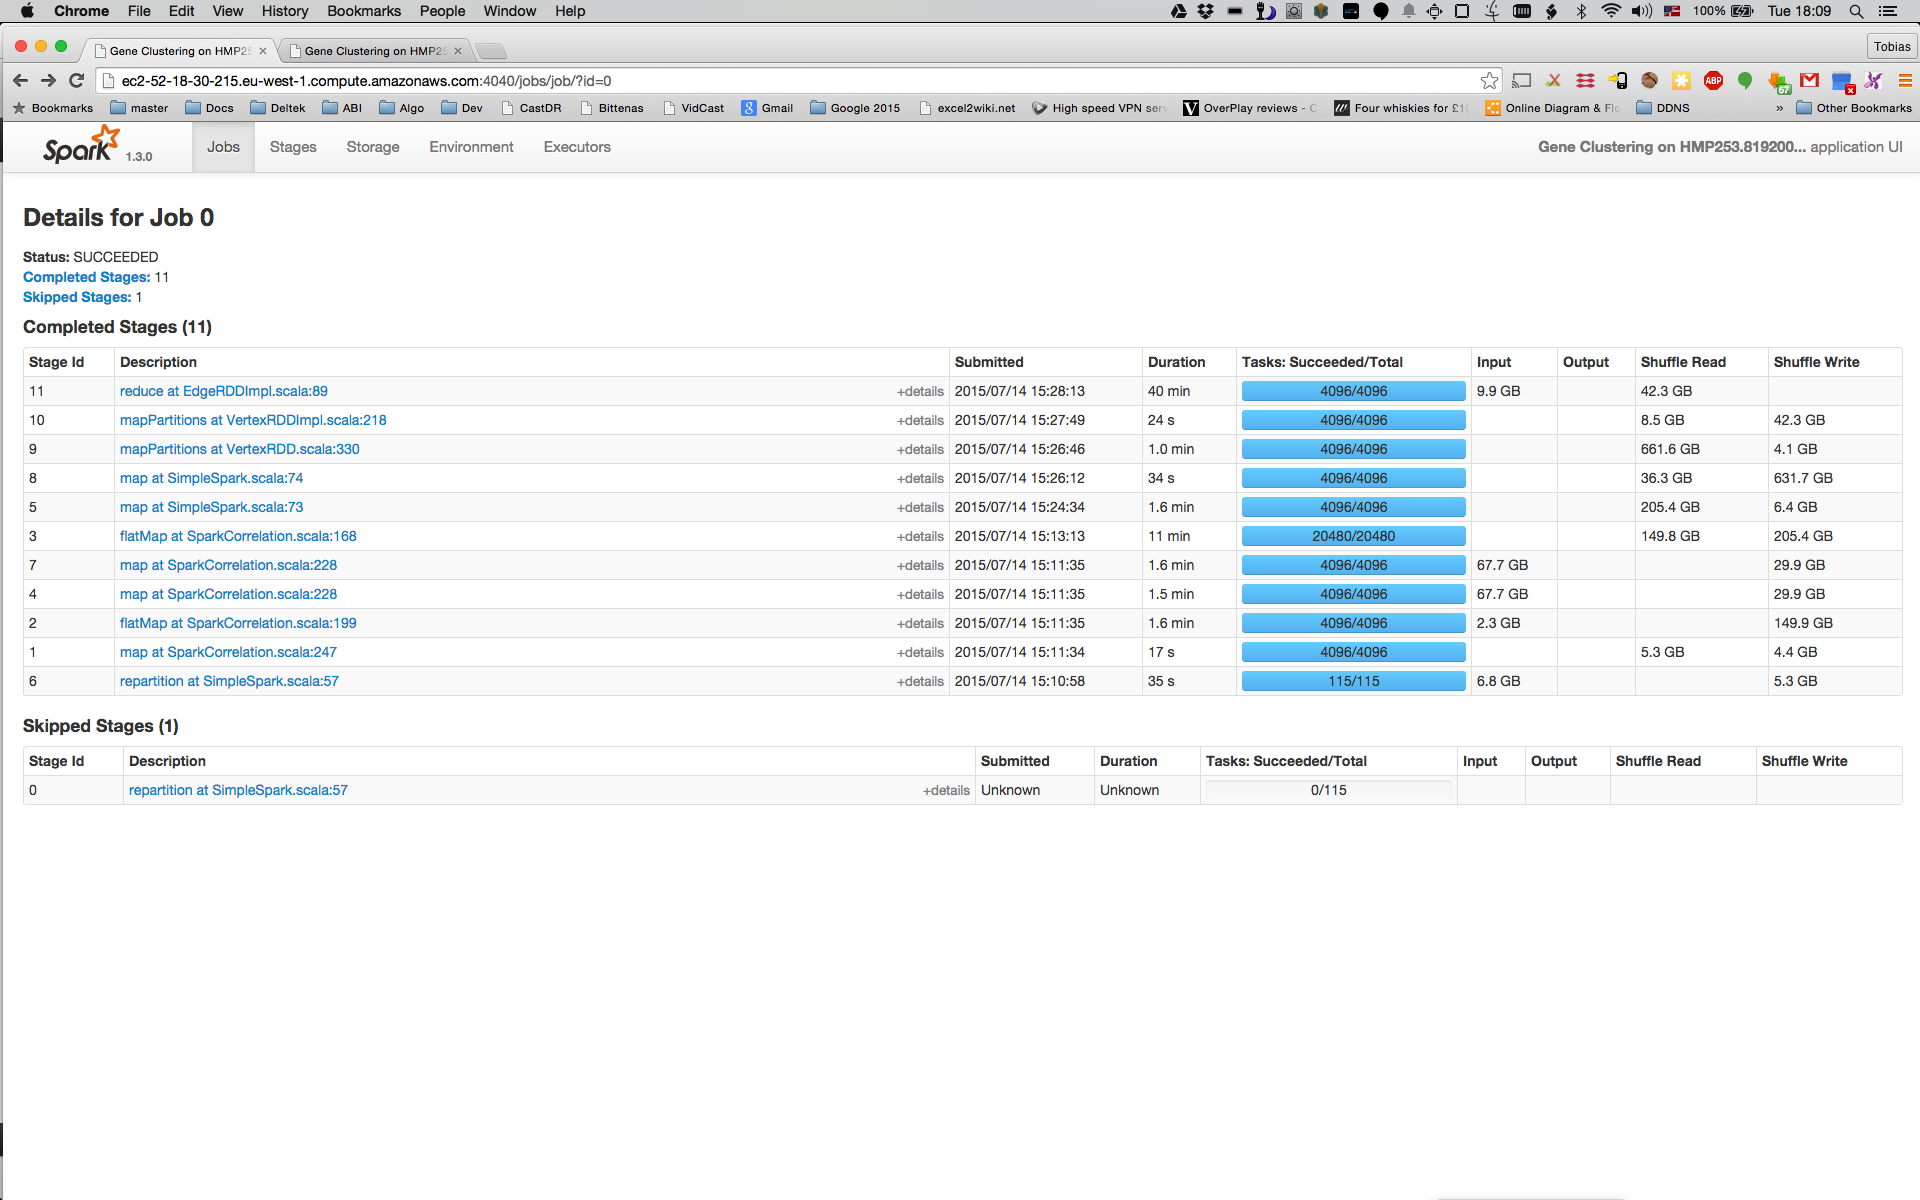 Chrome File Edit View History Bookmarks People Window Help 100% Tue 18:09
Gene Clustering on HMP25 Gene Clustering on HMP25 Tobias
ec2-52-18-30-215.eu-west-1.compute.amazonaws.com:4040/jobs/job/?id=0 ABP 57
Bookmarks master Docs Deltek ABI Algo Dev CastDR Bittenas VidCast Gmail Google 2015 excel2wiki.net High speed VPN serv OverPlay reviews - C Four whiskies for £10 Online Diagram & Flo DDNS » Other Bookmarks
Spark 1.3.0 Jobs Stages Storage Environment Executors Gene Clustering on HMP253.819200... application UI
Details for Job 0
Status: SUCCEEDED
Completed Stages: 11
Skipped Stages: 1
Completed Stages (11)
Stage Id Description Submitted Duration Tasks: Succeeded/Total Input Output Shuffle Read Shuffle Write
11 reduce at EdgeRDDImpl.scala:89 +details 2015/07/14 15:28:13 40 min 4096/4096 9.9 GB 42.3 GB
10 mapPartitions at VertexRDDImpl.scala:218 +details 2015/07/14 15:27:49 24 s 4096/4096 8.5 GB 42.3 GB
9 mapPartitions at VertexRDD.scala:330 +details 2015/07/14 15:26:46 1.0 min 4096/4096 661.6 GB 4.1 GB
8 map at SimpleSpark.scala:74 +details 2015/07/14 15:26:12 34 s 4096/4096 36.3 GB 631.7 GB
5 map at SimpleSpark.scala:73 +details 2015/07/14 15:24:34 1.6 min 4096/4096 205.4 GB 6.4 GB
3 flatMap at SparkCorrelation.scala:168 +details 2015/07/14 15:13:13 11 min 20480/20480 149.8 GB 205.4 GB
7 map at SparkCorrelation.scala:228 +details 2015/07/14 15:11:35 1.6 min 4096/4096 67.7 GB 29.9 GB
4 map at SparkCorrelation.scala:228 +details 2015/07/14 15:11:35 1.5 min 4096/4096 67.7 GB 29.9 GB
2 flatMap at SparkCorrelation.scala:199 +details 2015/07/14 15:11:35 1.6 min 4096/4096 2.3 GB 149.9 GB
1 map at SparkCorrelation.scala:247 +details 2015/07/14 15:11:34 17 s 4096/4096 5.3 GB 4.4 GB
6 repartition at SimpleSpark.scala:57 +details 2015/07/14 15:10:58 35 s 115/115 6.8 GB 5.3 GB
Skipped Stages (1)
Stage Id Description Submitted Duration Tasks: Succeeded/Total Input Output Shuffle Read Shuffle Write
0 repartition at SimpleSpark.scala:57 +details Unknown Unknown 0/115